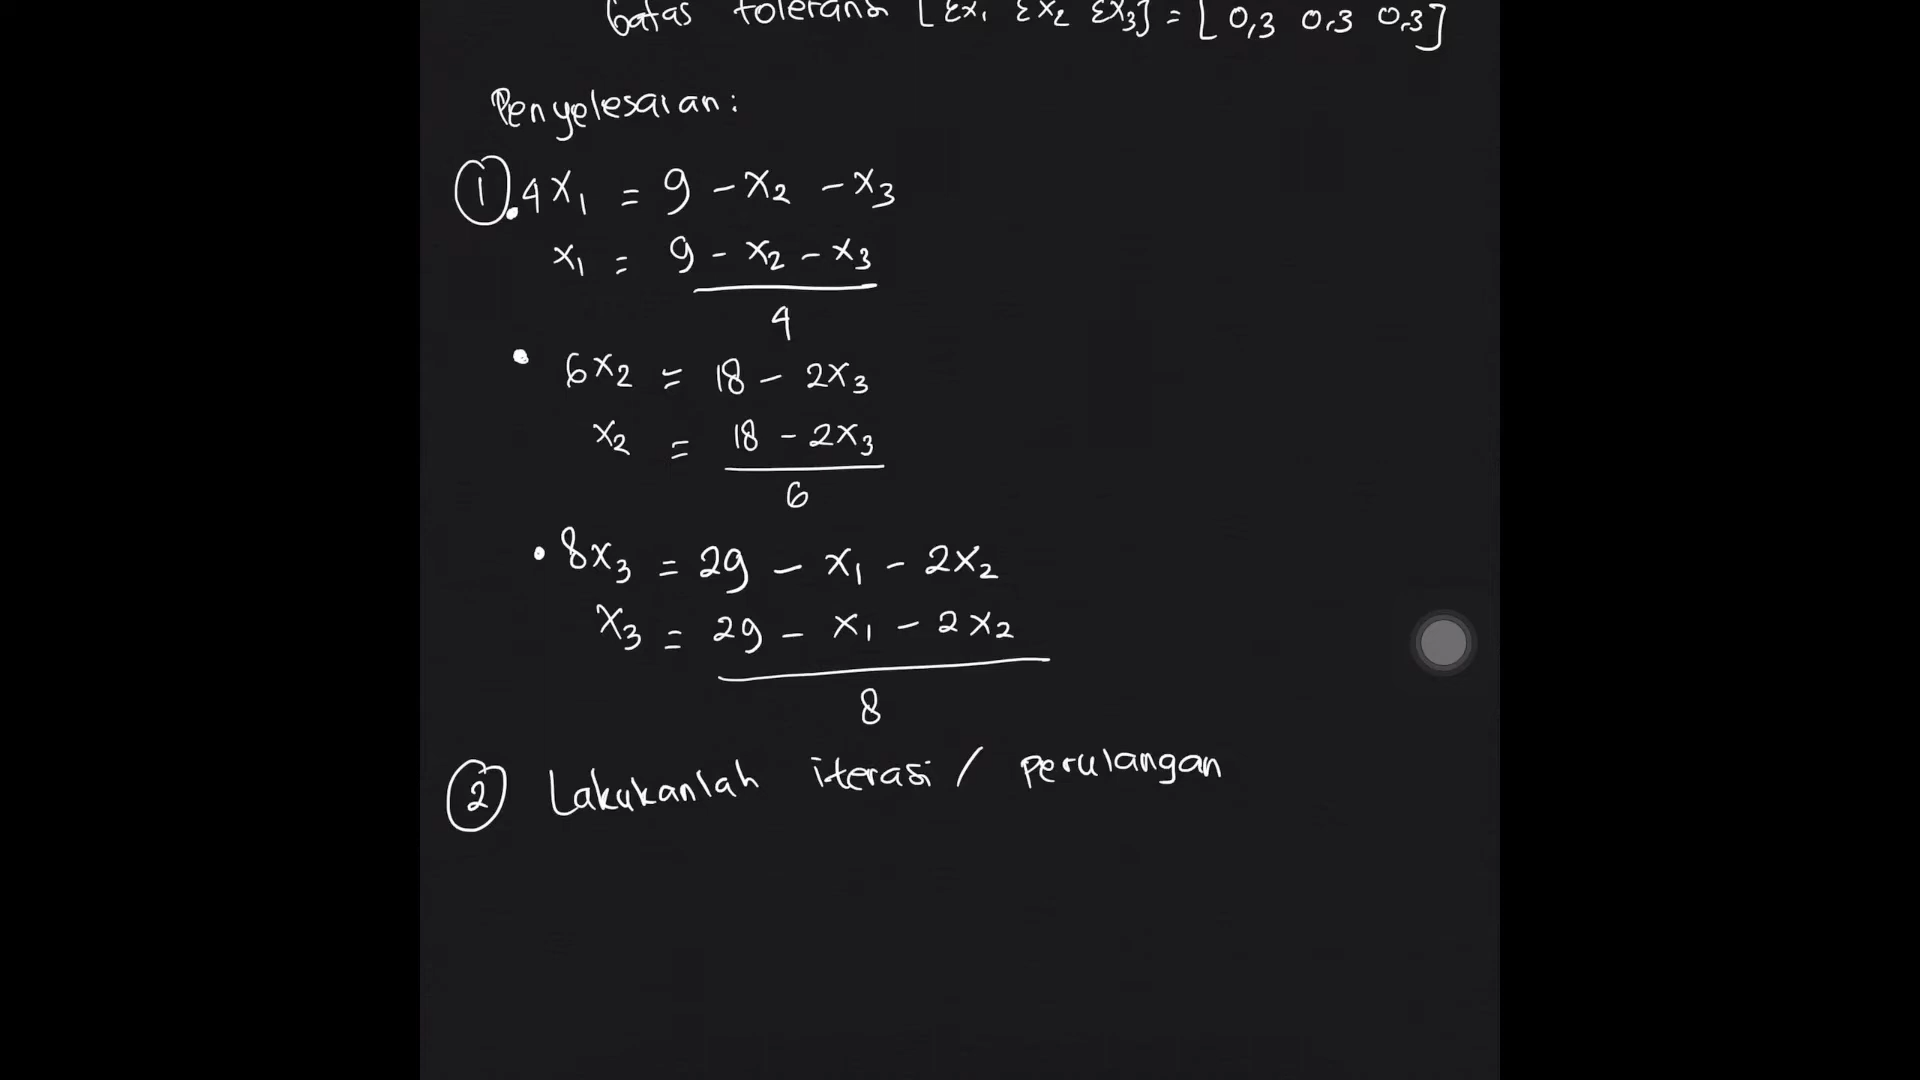 batas toleransi [εx₁ εx₂ εx₃] = [0,3 0,3 0,3]
Penyelesaian:
① . 4x₁ = 9 - x₂ - x₃
x₁ = 9 - x₂ - x₃
4
• 6x₂ = 18 - 2x₃
x₂ = 18 - 2x₃
6
• 8x₃ = 29 - x₁ - 2x₂
x₃ = 29 - x₁ - 2x₂
8
② Lakukanlah iterasi / perulangan